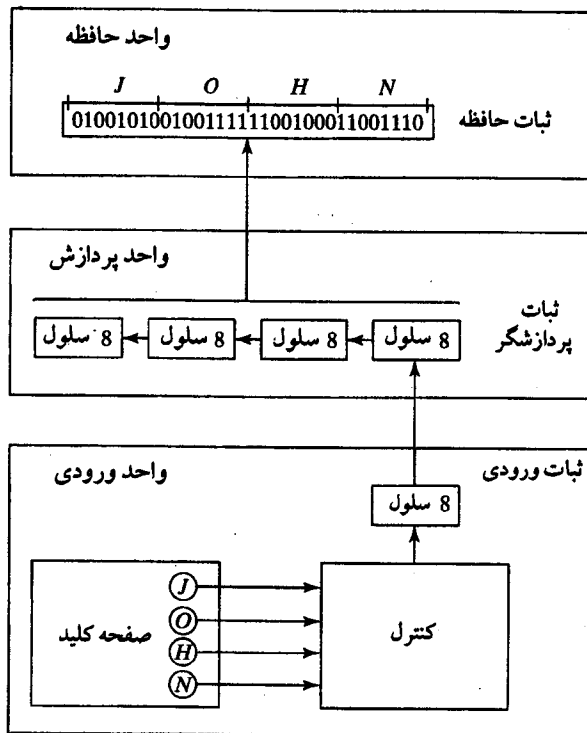 واحد حافظه
J O H N
01001010010011111100100011001110 ثبات حافظه
واحد پردازش
ثبات پردازشگر
8 سلول 8 سلول 8 سلول 8 سلول
ثبات ورودی
واحد ورودی
8 سلول
J
O
H
N
صفحه کلید
کنترل